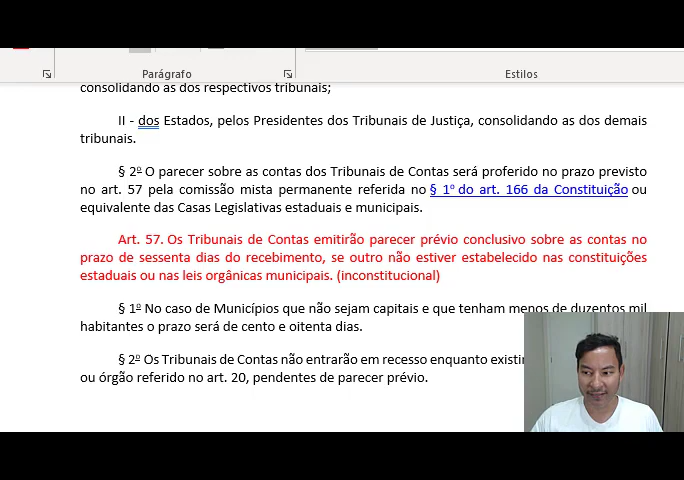 Parágrafo
Estilos
consolidando as dos respectivos tribunais;
II - dos Estados, pelos Presidentes dos Tribunais de Justiça, consolidando as dos demais
tribunais.
§ 2º O parecer sobre as contas dos Tribunais de Contas será proferido no prazo previsto
no art. 57 pela comissão mista permanente referida no § 1º do art. 166 da Constituição ou
equivalente das Casas Legislativas estaduais e municipais.
Art. 57. Os Tribunais de Contas emitirão parecer prévio conclusivo sobre as contas no
prazo de sessenta dias do recebimento, se outro não estiver estabelecido nas constituições
estaduais ou nas leis orgânicas municipais. (inconstitucional)
§ 1º No caso de Municípios que não sejam capitais e que tenham menos de duzentos mil
habitantes o prazo será de cento e oitenta dias.
§ 2º Os Tribunais de Contas não entrarão em recesso enquanto
ou órgão referido no art. 20, pendentes de parecer prévio.